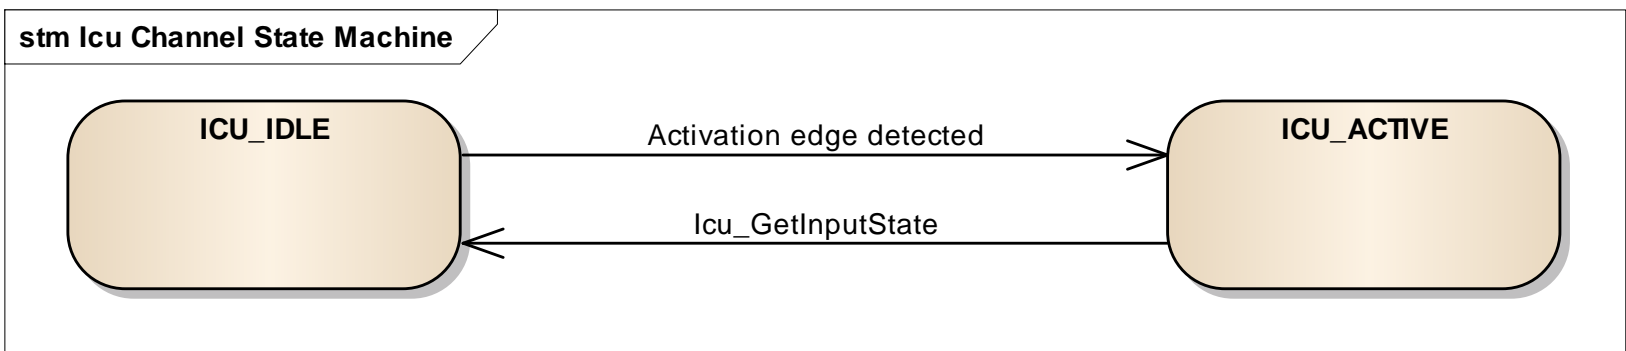 stm Icu Channel State Machine
ICU_IDLE
Activation edge detected
ICU_ACTIVE
Icu_GetInputState